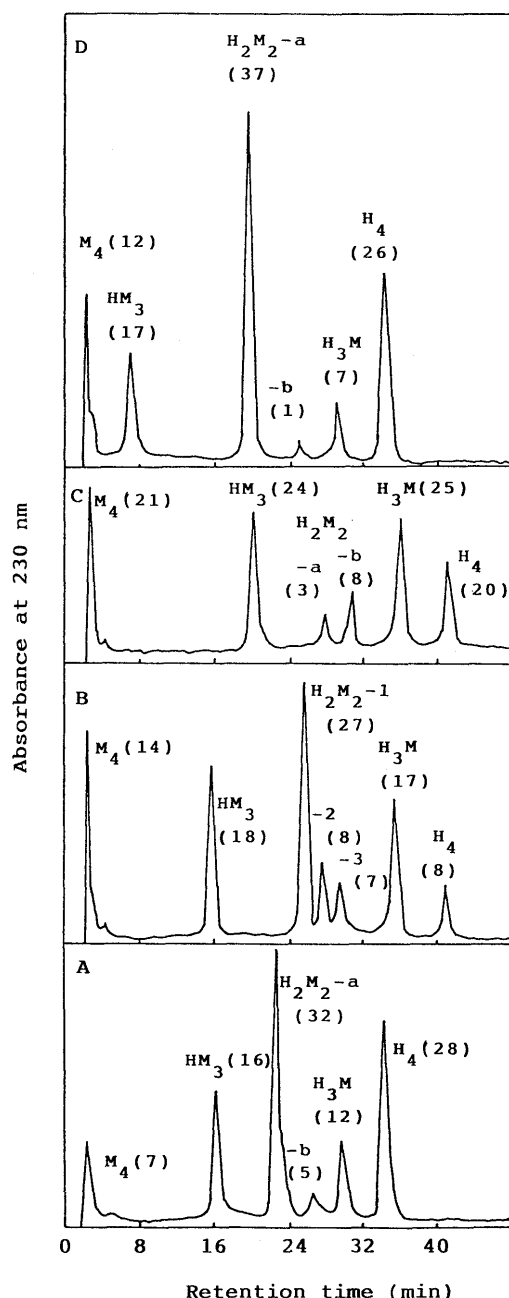 D
H2M2-a
(37)
M4(12)
HM3
(17)
H4
(26)
H3M
(7)
-b
(1)
C
M4(21)
HM3(24)
H2M2
-a
(3)
-b
(8)
H3M(25)
H4
(20)
B
M4(14)
HM3
(18)
H2M2-1
(27)
-2
(8)
-3
(7)
H3M
(17)
H4
(8)
A
M4(7)
HM3(16)
H2M2-a
(32)
-b
(5)
H3M
(12)
H4(28)
0 8 16 24 32 40
Retention time (min)
Absorbance at 230 nm